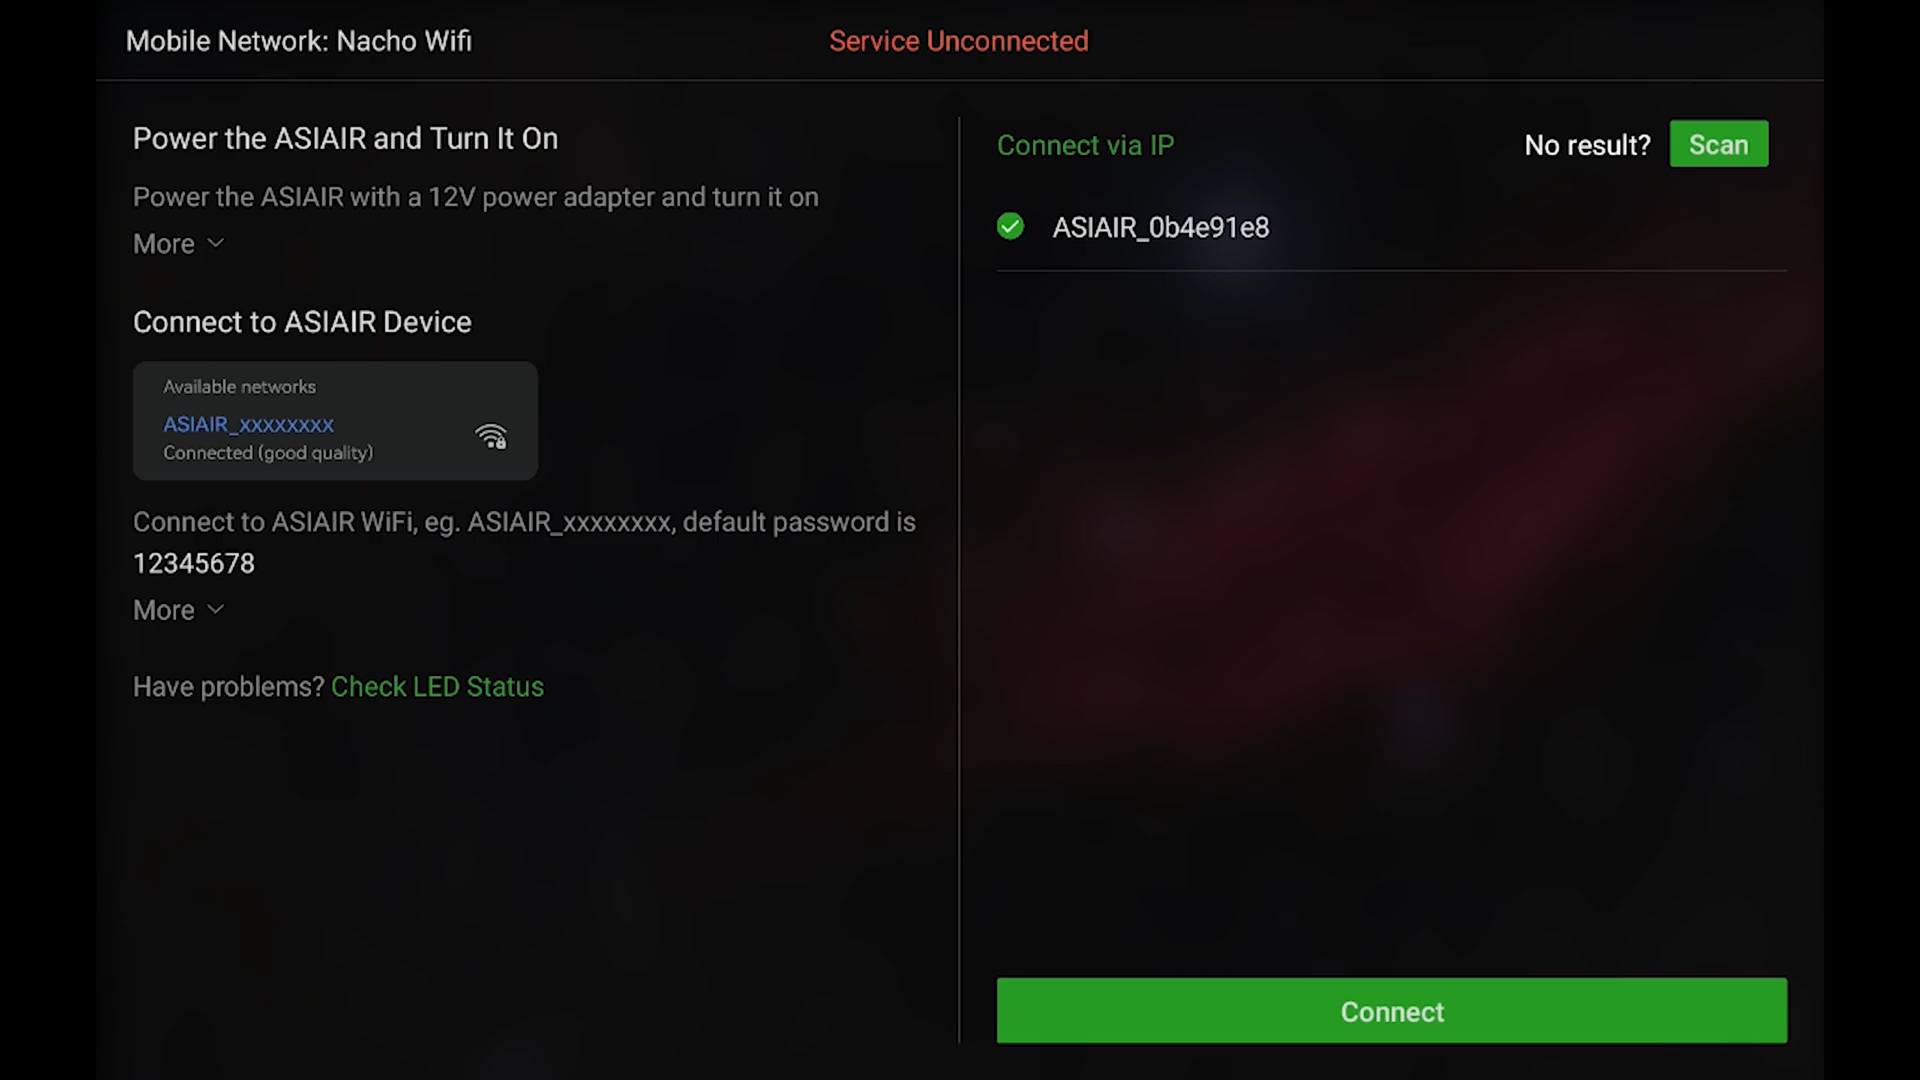 Mobile Network: Nacho Wifi
Service Unconnected
Power the ASIAIR and Turn It On
Power the ASIAIR with a 12V power adapter and turn it on
More
Connect to ASIAIR Device
Available networks
ASIAIR_xxxxxxxx
Connected (good quality)
Connect to ASIAIR WiFi, eg. ASIAIR_xxxxxxxx, default password is
12345678
More
Have problems? Check LED Status
Connect via IP
No result? Scan
ASIAIR_0b4e91e8
Connect